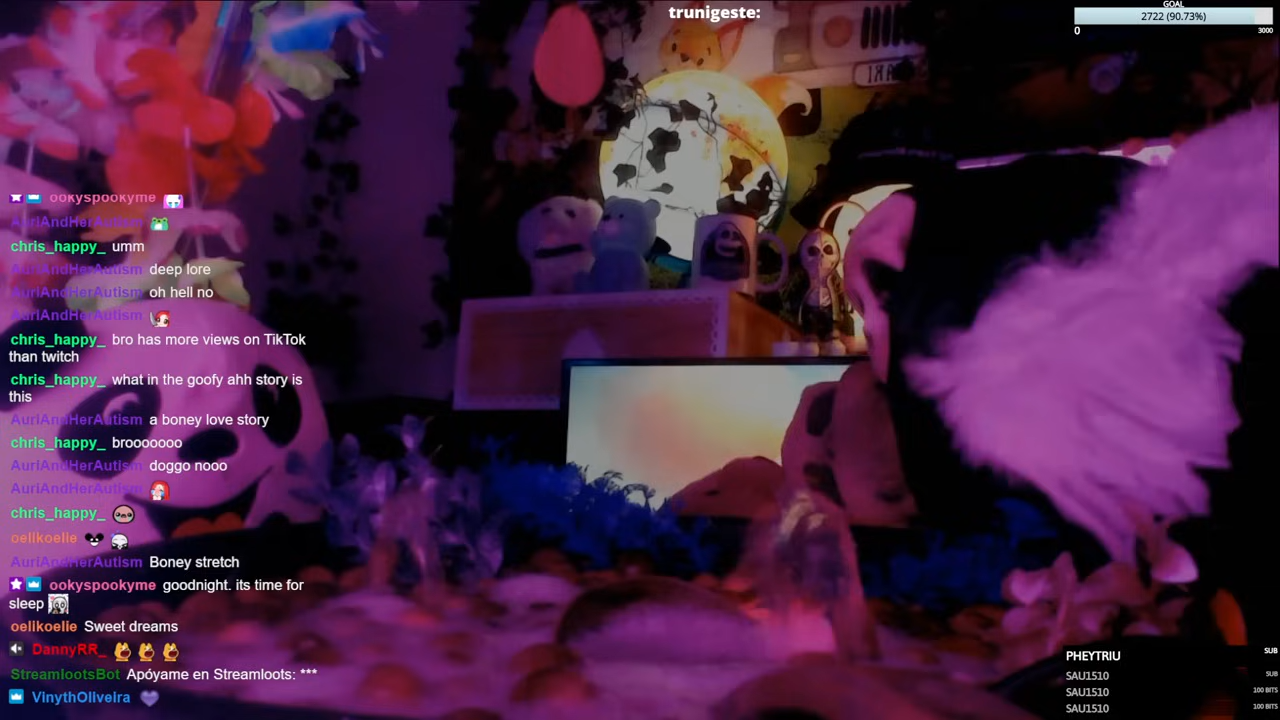 trunigeste:
GOAL
2722 (90.73%)
0 3000
ookyspookyme
AuriAndHerAutism
chris_happy_ umm
AuriAndHerAutism deep lore
AuriAndHerAutism oh hell no
AuriAndHerAutism
chris_happy_ bro has more views on TikTok
than twitch
chris_happy_ what in the goofy ahh story is
this
AuriAndHerAutism a boney love story
chris_happy_ brooooooo
AuriAndHerAutism doggo nooo
AuriAndHerAutism
chris_happy_
oelikoelie
AuriAndHerAutism Boney stretch
ookyspookyme goodnight. its time for
sleep
oelikoelie Sweet dreams
DannyRR_
StreamlootsBot Apóyame en Streamloots: ***
VinythOliveira
PHEYTRIU SUB
SAU1510 SUB
SAU1510 100 BITS
SAU1510 100 BITS